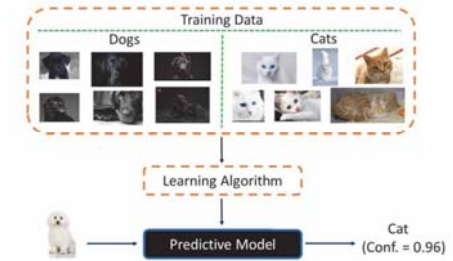 Training Data
Dogs
Cats
Learning Algorithm
Predictive Model
Cat
(Conf. = 0.96)